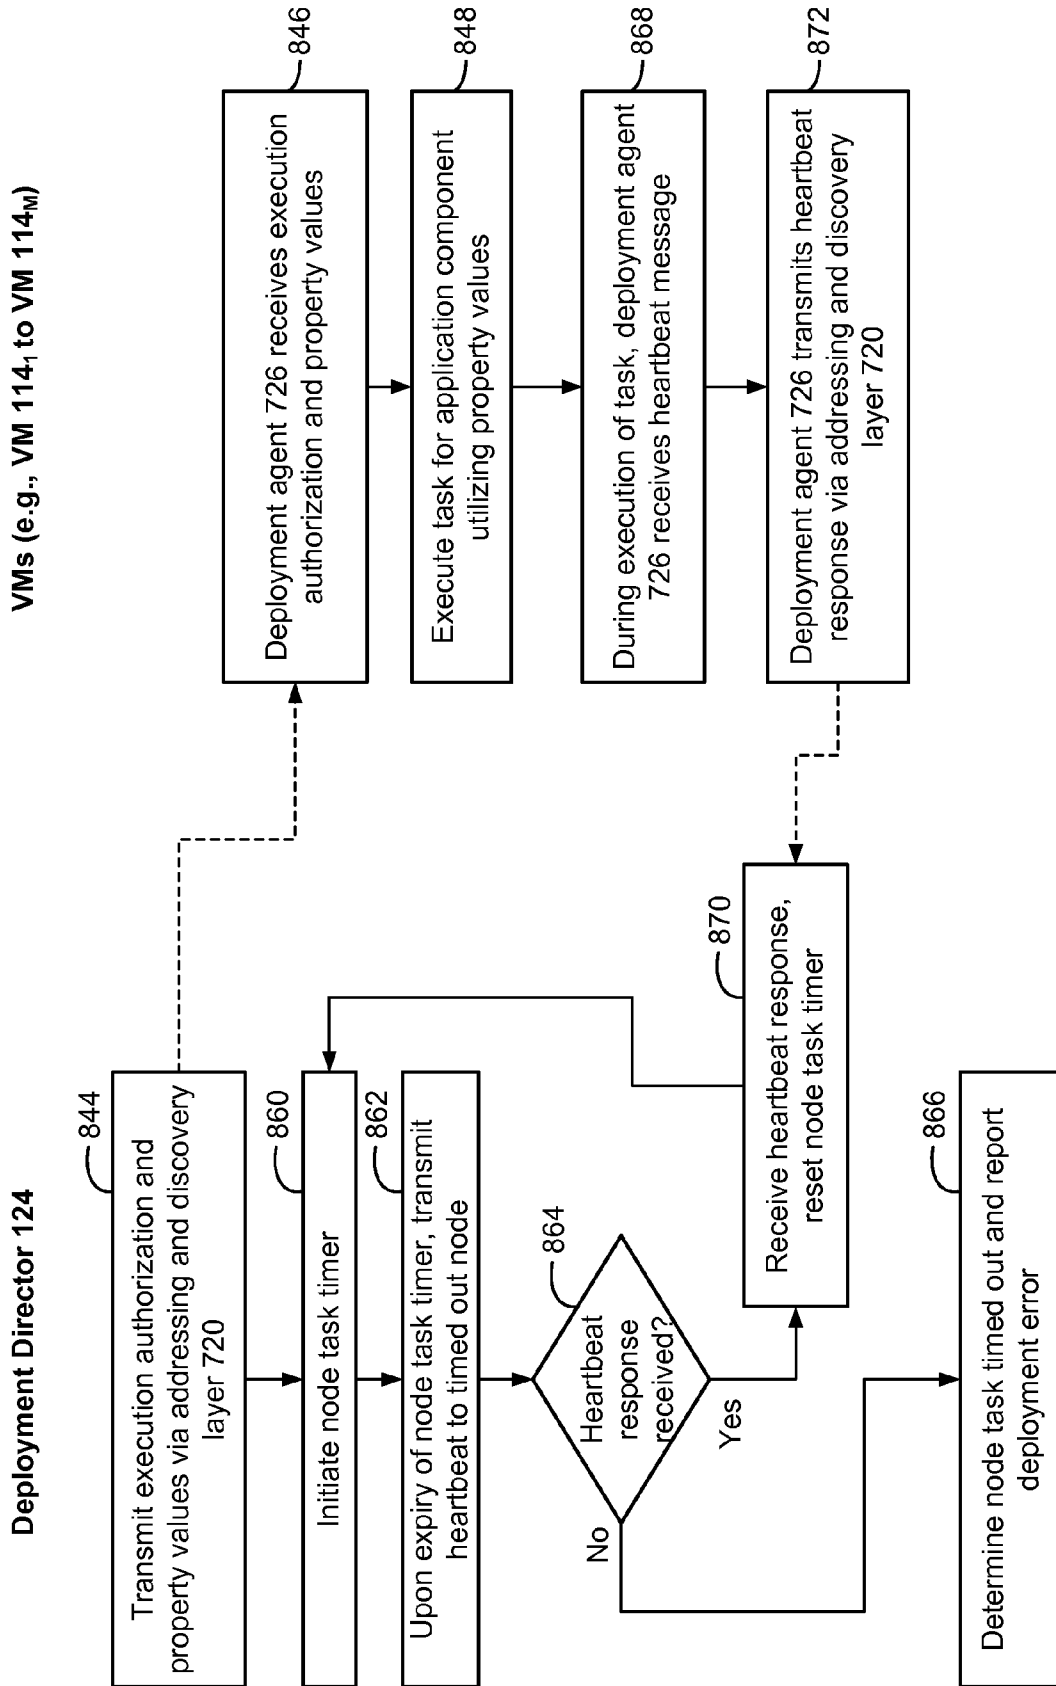 Deployment Director 124
844
Transmit execution authorization and
property values via addressing and discovery
layer 720
860
Initiate node task timer
862
Upon expiry of node task timer, transmit
heartbeat to timed out node
864
Heartbeat
response
received?
No
Yes
870
Receive heartbeat response,
reset node task timer
866
Determine node task timed out and report
deployment error
VMs (e.g., VM 114₁ to VM 114ₘ)
846
Deployment agent 726 receives execution
authorization and property values
848
Execute task for application component
utilizing property values
868
During execution of task, deployment agent
726 receives heartbeat message
872
Deployment agent 726 transmits heartbeat
response via addressing and discovery
layer 720